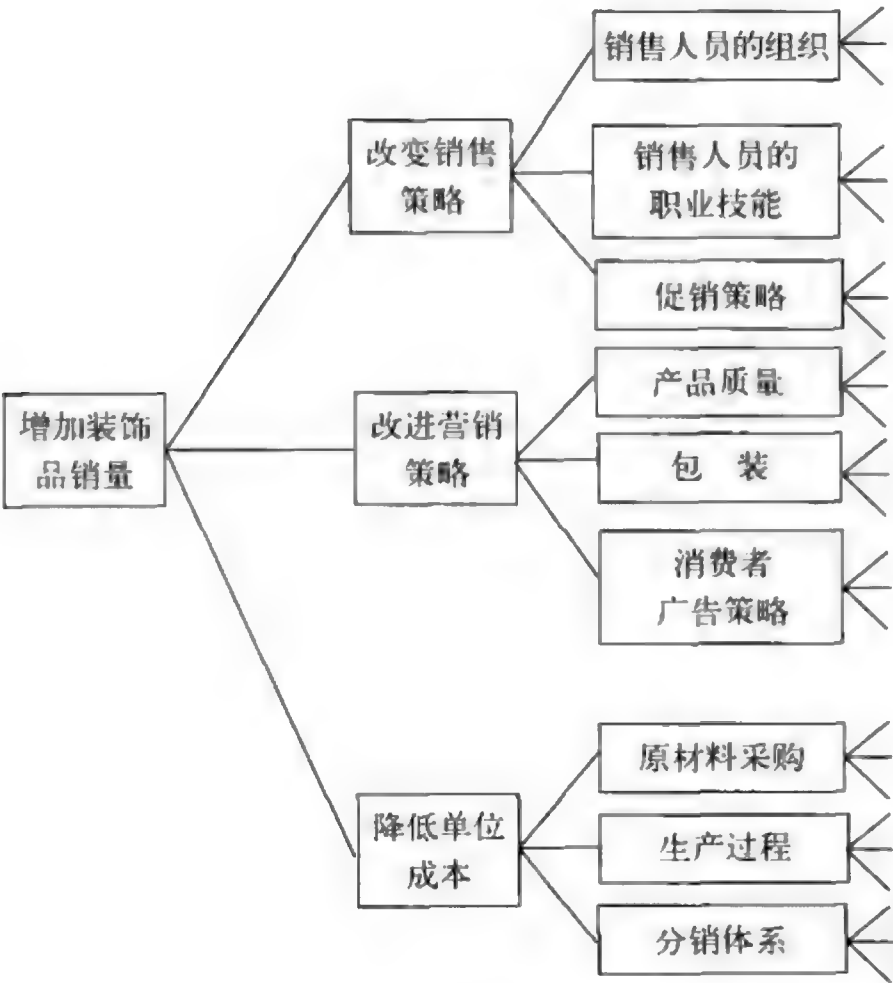 增加装饰
品销量
改变销售
策略
销售人员的组织
销售人员的
职业技能
促销策略
改进营销
策略
产品质量
包 装
消费者
广告策略
降低单位
成本
原材料采购
生产过程
分销体系